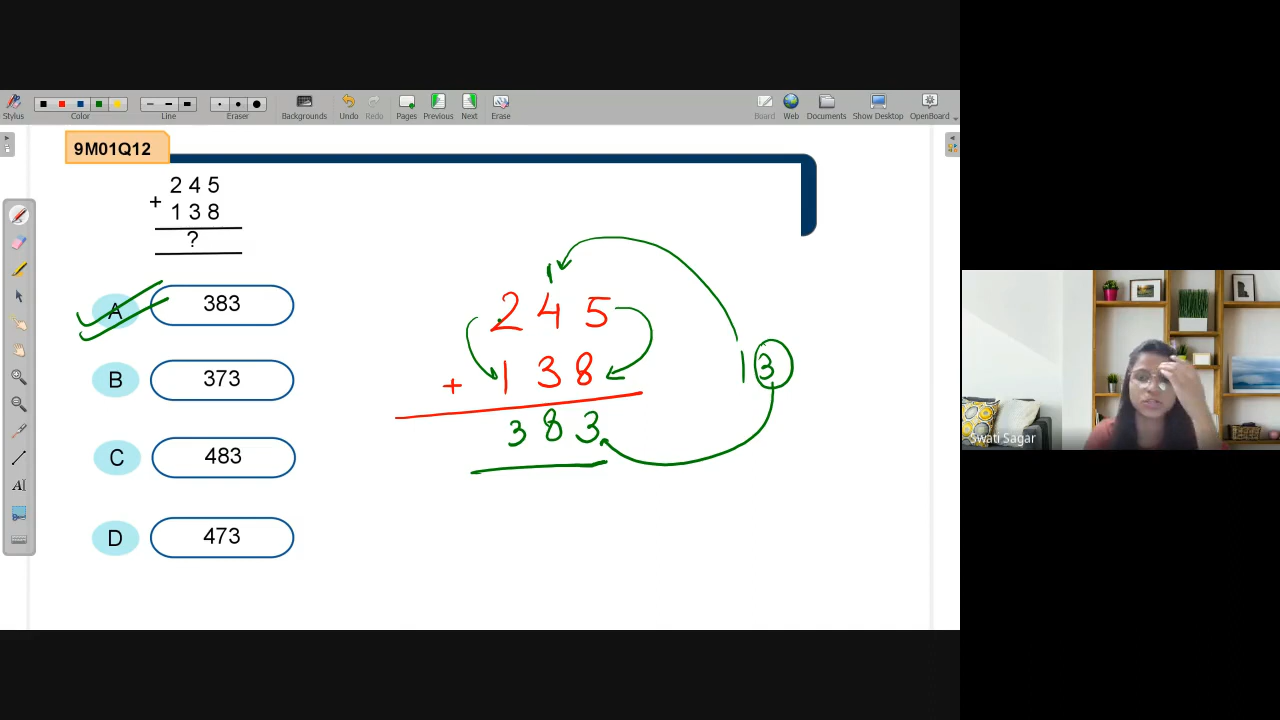 Stylus
Color
Line
Eraser
Backgrounds
Undo
Redo
Pages
Previous
Next
Erase
Board
Web
Documents
Show Desktop
OpenBoard
9M01Q12
2 4 5
+ 1 3 8
?
A 383
B 373
C 483
D 473
1
2 4 5
+ 1 3 8
3 8 3
1 3
AI
Swati Sagar